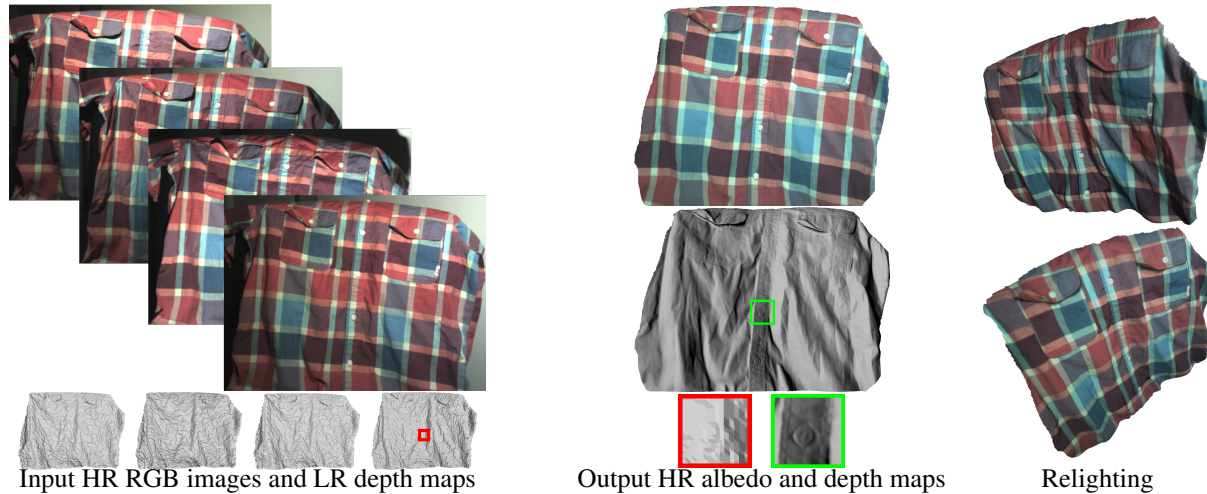 Input HR RGB images and LR depth maps
Output HR albedo and depth maps
Relighting